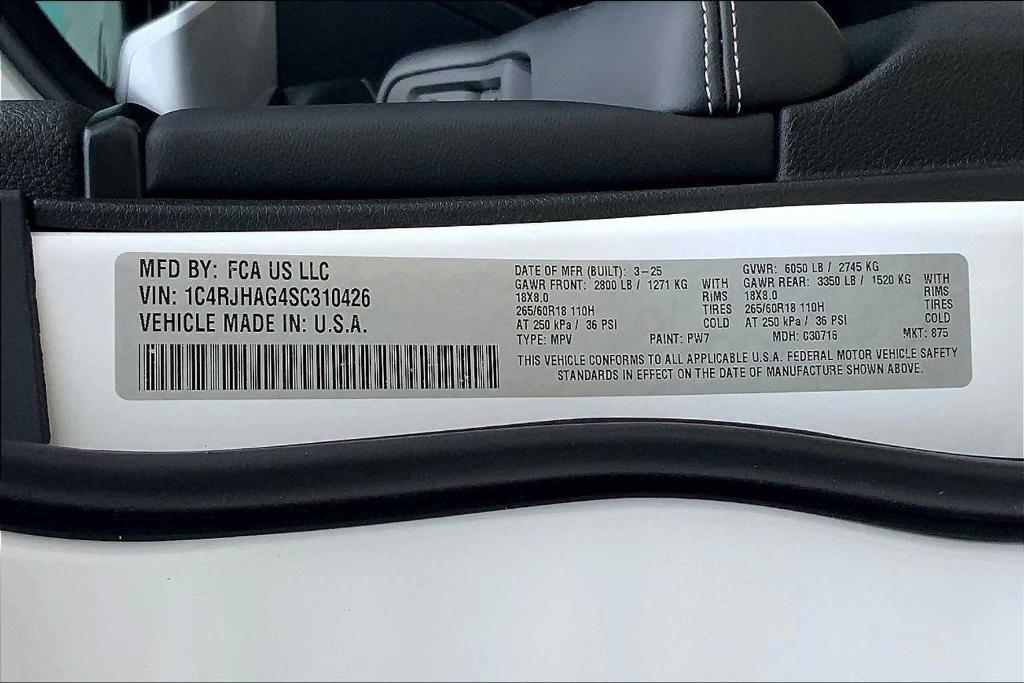 MFD BY: FCA US LLC
VIN: 1C4RJHAG4SC310426
VEHICLE MADE IN: U.S.A.
DATE OF MFR (BUILT): 3-25
GAWR FRONT: 2800 LB / 1271 KG WITH
18X8.0 RIMS
265/60R18 110H TIRES
AT 250 kPa / 36 PSI COLD
TYPE: MPV PAINT: PW7
GVWR: 6050 LB / 2745 KG
GAWR REAR: 3350 LB / 1520 KG WITH
18X8.0 RIMS
265/60R18 110H TIRES
AT 250 kPa / 36 PSI COLD
MDH: 030716 MKT: 875
THIS VEHICLE CONFORMS TO ALL APPLICABLE U.S.A. FEDERAL MOTOR VEHICLE SAFETY
STANDARDS IN EFFECT ON THE DATE OF MANUFACTURE SHOWN ABOVE.